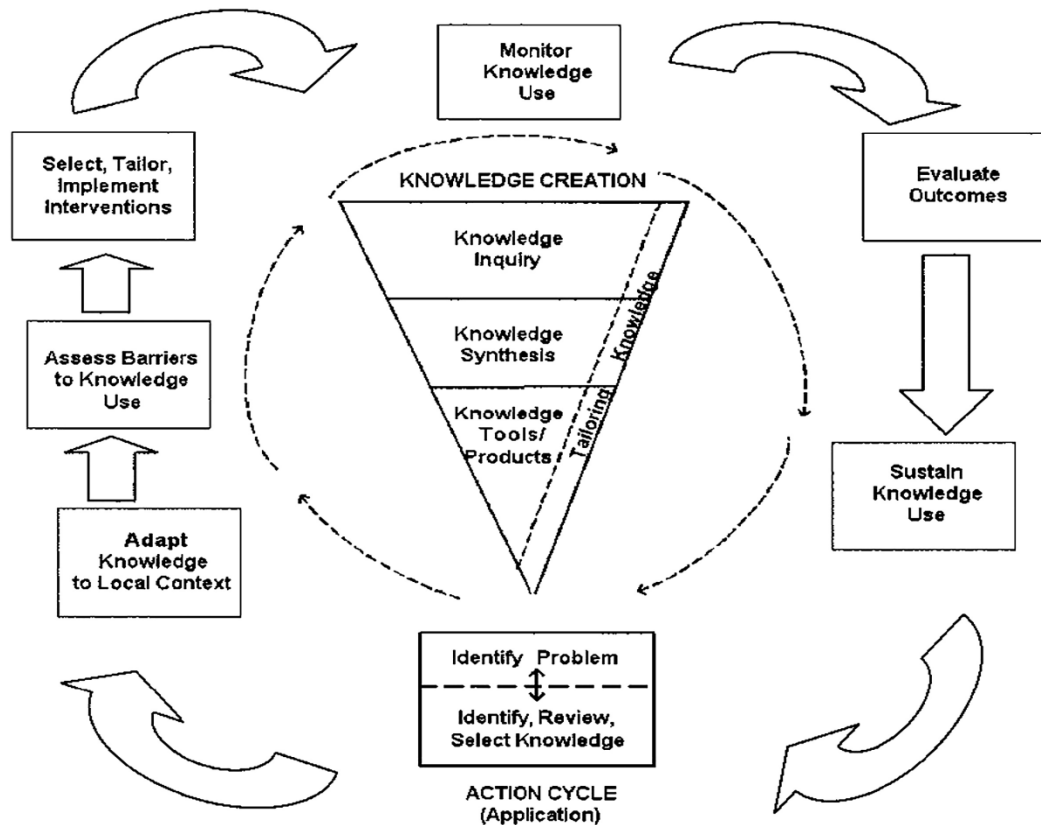 Monitor
Knowledge
Use
Select, Tailor,
Implement
Interventions
Evaluate
Outcomes
KNOWLEDGE CREATION
Knowledge
Inquiry
Knowledge
Synthesis
Knowledge
Tools/
Products
Tailoring Knowledge
Assess Barriers
to Knowledge
Use
Sustain
Knowledge
Use
Adapt
Knowledge
to Local Context
Identify Problem
Identify, Review,
Select Knowledge
ACTION CYCLE
(Application)